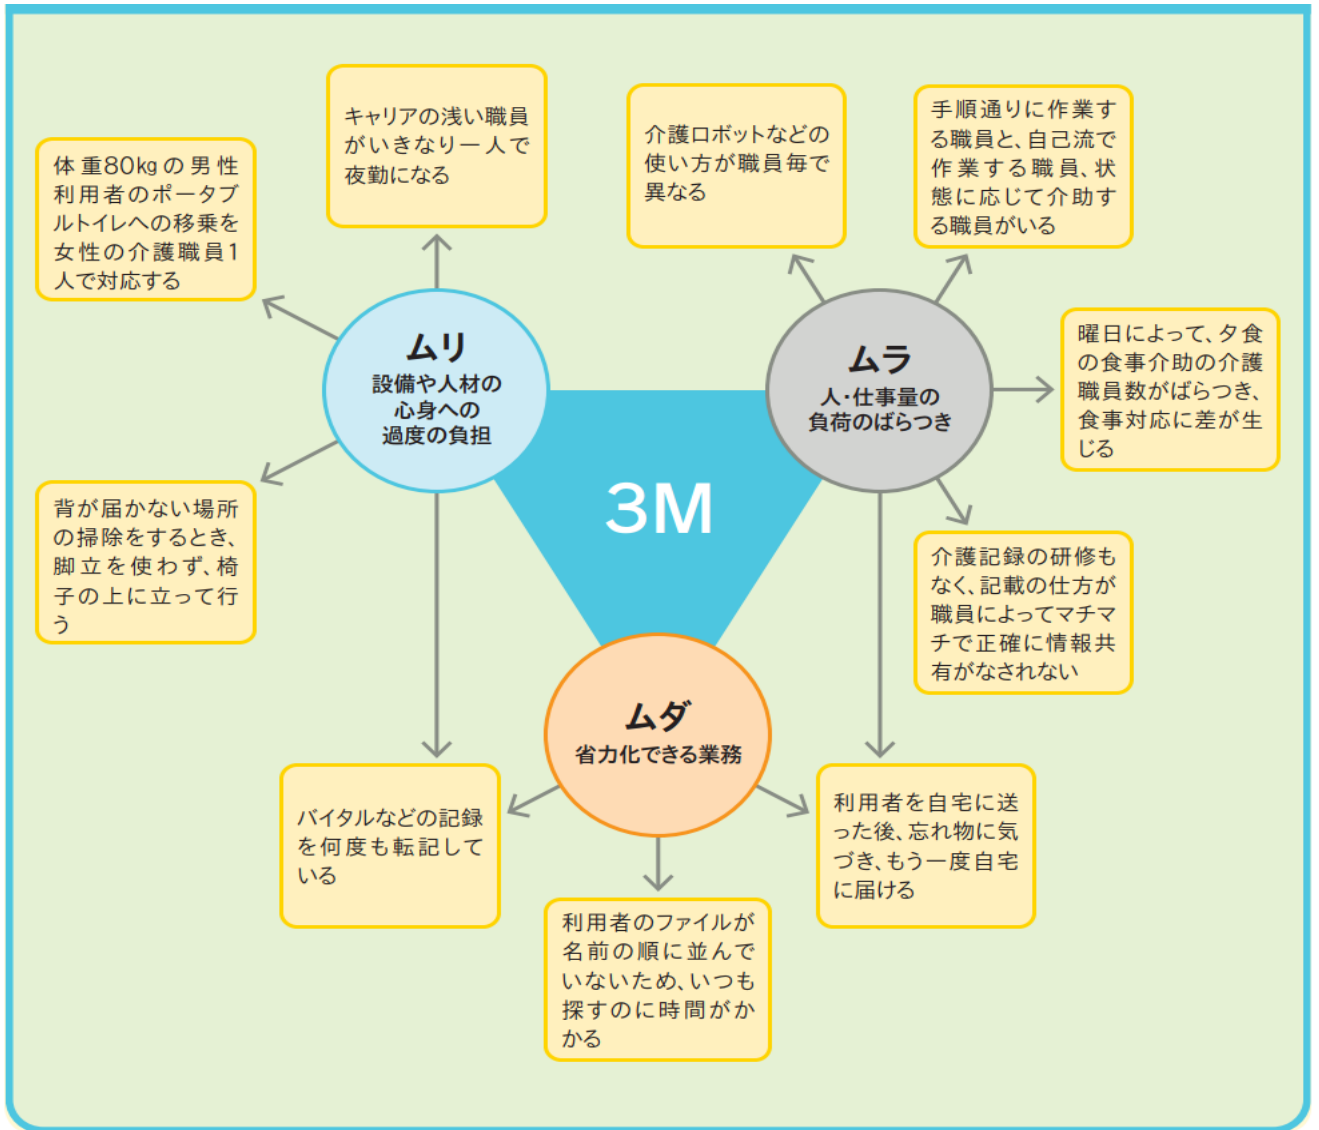 キャリアの浅い職員
がいきなり一人で
夜勤になる
体重80kgの男性
利用者のポータブ
ルトイレへの移乗を
女性の介護職員1
人で対応する
ムリ
設備や人材の
心身への
過度の負担
背が届かない場所
の掃除をするとき、
脚立を使わず、椅
子の上に立って行
う
介護ロボットなどの
使い方が職員毎で
異なる
手順通りに作業す
る職員と、自己流で
作業する職員、状
態に応じて介助す
る職員がいる
ムラ
人・仕事量の
負荷のばらつき
曜日によって、夕食
の食事介助の介護
職員数がばらつき、
食事対応に差が生
じる
3M
介護記録の研修も
なく、記載の仕方が
職員によってマチマ
チで正確に情報共
有がなされない
ムダ
省力化できる業務
バイタルなどの記録
を何度も転記して
いる
利用者のファイルが
名前の順に並んで
いないため、いつも
探すのに時間がか
かる
利用者を自宅に送
った後、忘れ物に気
づき、もう一度自宅
に届ける